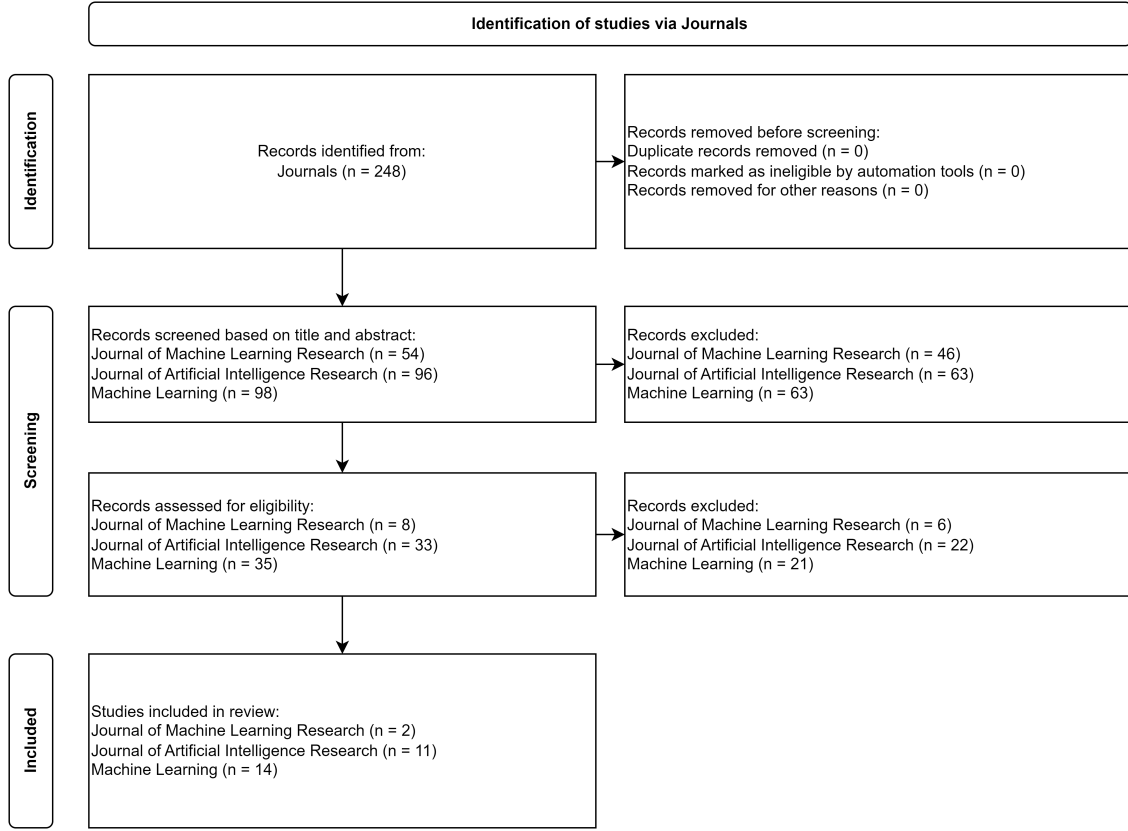 Identification of studies via Journals
Identification
Records identified from:
Journals (n = 248)
Records removed before screening:
Duplicate records removed (n = 0)
Records marked as ineligible by automation tools (n = 0)
Records removed for other reasons (n = 0)
Screening
Records screened based on title and abstract:
Journal of Machine Learning Research (n = 54)
Journal of Artificial Intelligence Research (n = 96)
Machine Learning (n = 98)
Records excluded:
Journal of Machine Learning Research (n = 46)
Journal of Artificial Intelligence Research (n = 63)
Machine Learning (n = 63)
Records assessed for eligibility:
Journal of Machine Learning Research (n = 8)
Journal of Artificial Intelligence Research (n = 33)
Machine Learning (n = 35)
Records excluded:
Journal of Machine Learning Research (n = 6)
Journal of Artificial Intelligence Research (n = 22)
Machine Learning (n = 21)
Included
Studies included in review:
Journal of Machine Learning Research (n = 2)
Journal of Artificial Intelligence Research (n = 11)
Machine Learning (n = 14)